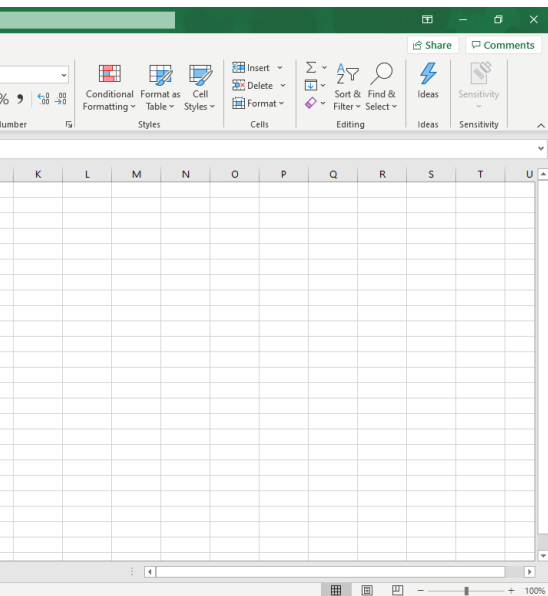 Share Comments
Insert
Delete
Format
Conditional Formatting
Format as Table
Cell Styles
Sort & Filter
Find & Select
Ideas
Sensitivity
%
Number
Styles
Cells
Editing
Ideas
Sensitivity
K L M N O P Q R S T U
100%